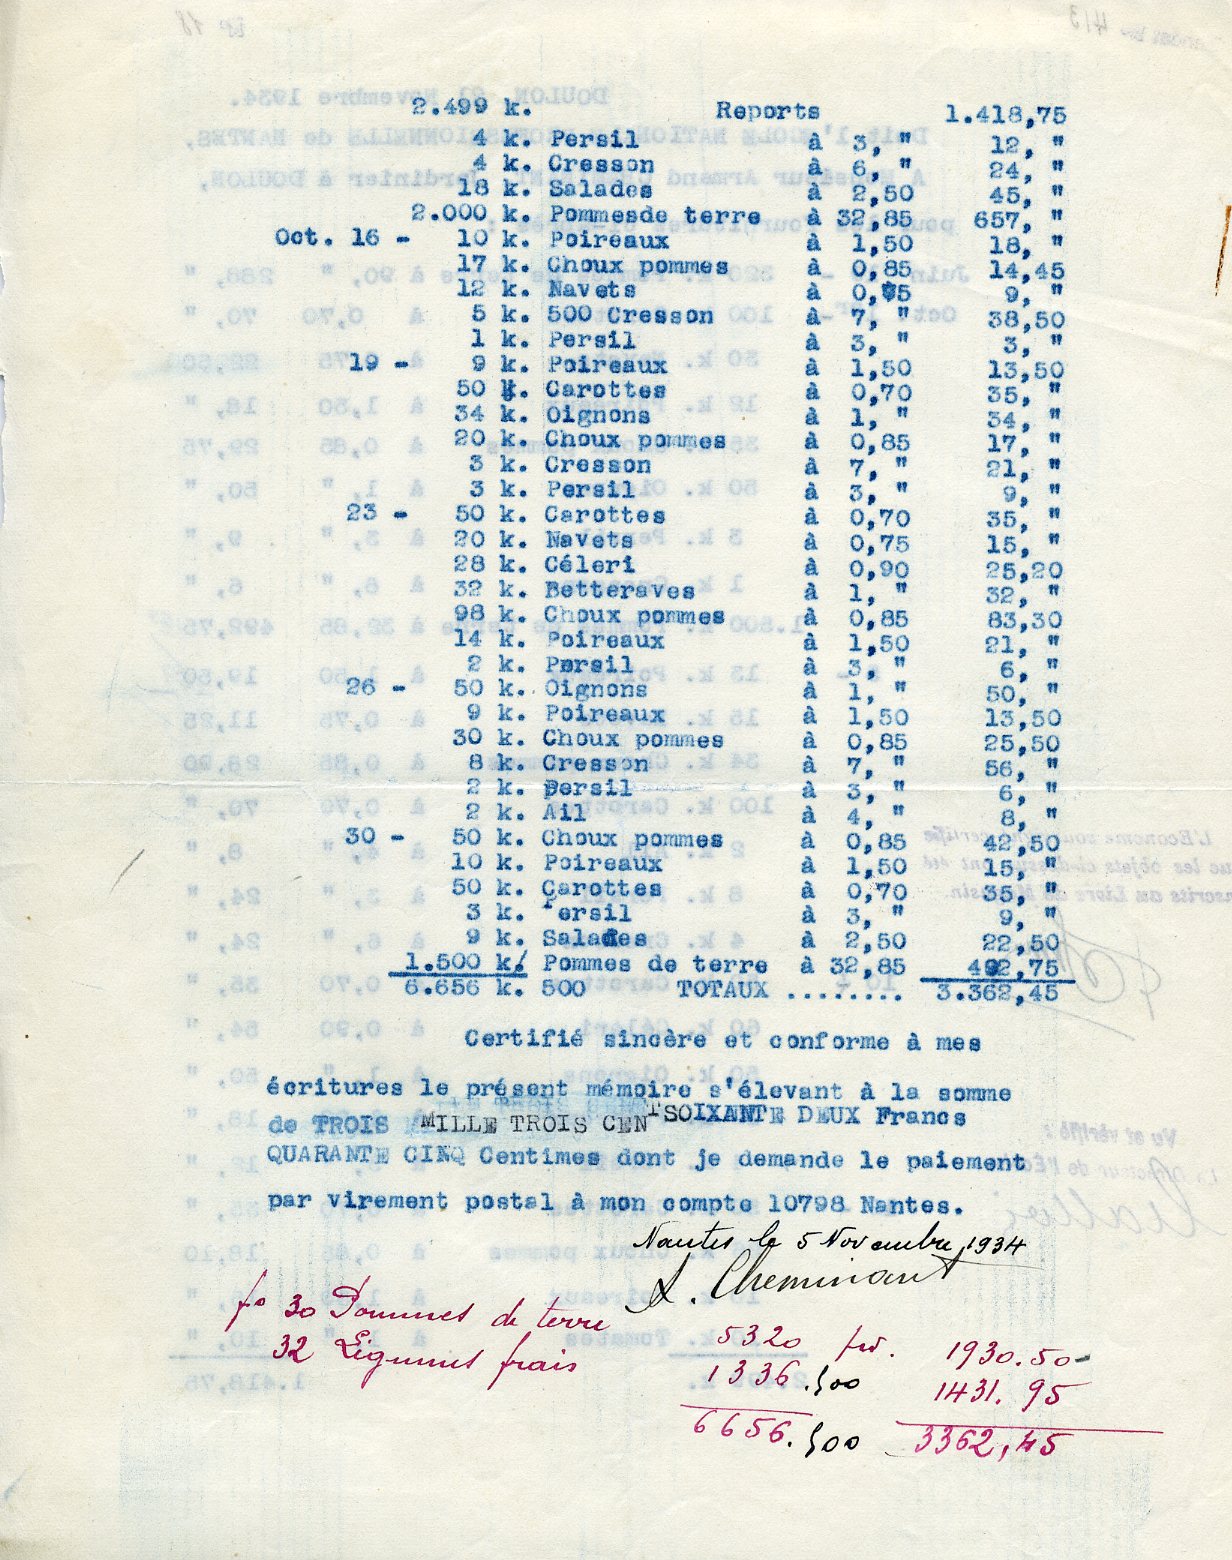 2.499 k. Reports 1.418,75
4 k. Persil à 3, " 12, "
4 k. Cresson à 6, " 24, "
18 k. Salades à 2,50 45, "
2.000 k. Pommesde terre à 32,85 657, "
Oct. 16 - 10 k. Poireaux à 1,50 18, "
17 k. Choux pommes à 0,85 14,45
12 k. Navets à 0,75 9, "
5 k. 500 Cresson à 7, " 38,50
1 k. Persil à 3, " 3, "
19 - 9 k. Poireaux à 1,50 13,50
50 k. Carottes à 0,70 35, "
34 k. Oignons à 1, " 34, "
20 k. Choux pommes à 0,85 17, "
3 k. Cresson à 7, " 21, "
3 k. Persil à 3, " 9, "
23 - 50 k. Carottes à 0,70 35, "
20 k. Navets à 0,75 15, "
28 k. Céleri à 0,90 25,20
32 k. Betteraves à 1, " 32, "
98 k. Choux pommes à 0,85 83,30
14 k. Poireaux à 1,50 21, "
2 k. Persil à 3, " 6, "
26 - 50 k. Oignons à 1, " 50, "
9 k. Poireaux à 1,50 13,50
30 k. Choux pommes à 0,85 25,50
8 k. Cresson à 7, " 56, "
2 k. Persil à 3, " 6, "
2 k. Ail à 4, " 8, "
30 - 50 k. Choux pommes à 0,85 42,50
10 k. Poireaux à 1,50 15, "
50 k. Carottes à 0,70 35, "
3 k. Persil à 3, " 9, "
9 k. Salades à 2,50 22,50
1.500 k. Pommes de terre à 32,85 492,75
6.656 k. 500 TOTAUX ........ 3.362,45
Certifié sincère et conforme à mes
écritures le présent mémoire s'élevant à la somme
de TROIS MILLE TROIS CENT SOIXANTE DEUX Francs
QUARANTE CINQ Centimes dont je demande le paiement
par virement postal à mon compte 10798 Nantes.
Nantes le 5 Novembre 1934
A. Cheminant
fo 30 Pommes de terre 5320 1930.50
32 Légumes frais 1336.500 1431.95
6656.500 3362,45